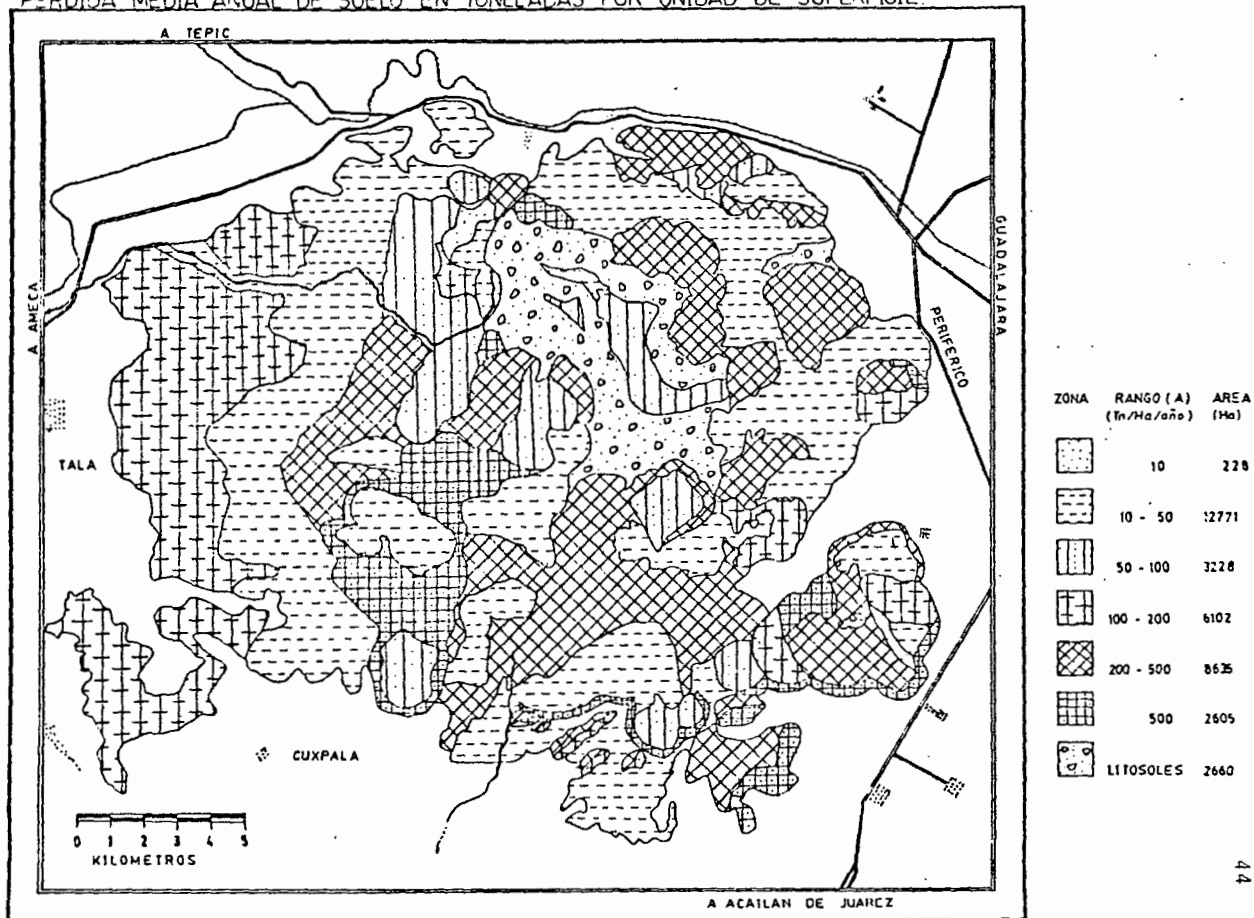 PERDIDA MEDIA ANUAL DE SUELO EN TONELADAS POR UNIDAD DE SUPERFICIE.
A TEPIC
A AMECA
GUADALAJARA
PERIFERICO
TALA
CUXPALA
0 1 2 3 4 5
KILOMETROS
A ACATLAN DE JUAREZ
ZONA RANGO (A) AREA
(Tn/Ha/año) (Ha)
10 228
10 - 50 12771
50 - 100 3228
100 - 200 6102
200 - 500 8635
500 2605
LITOSOLES 2660
44